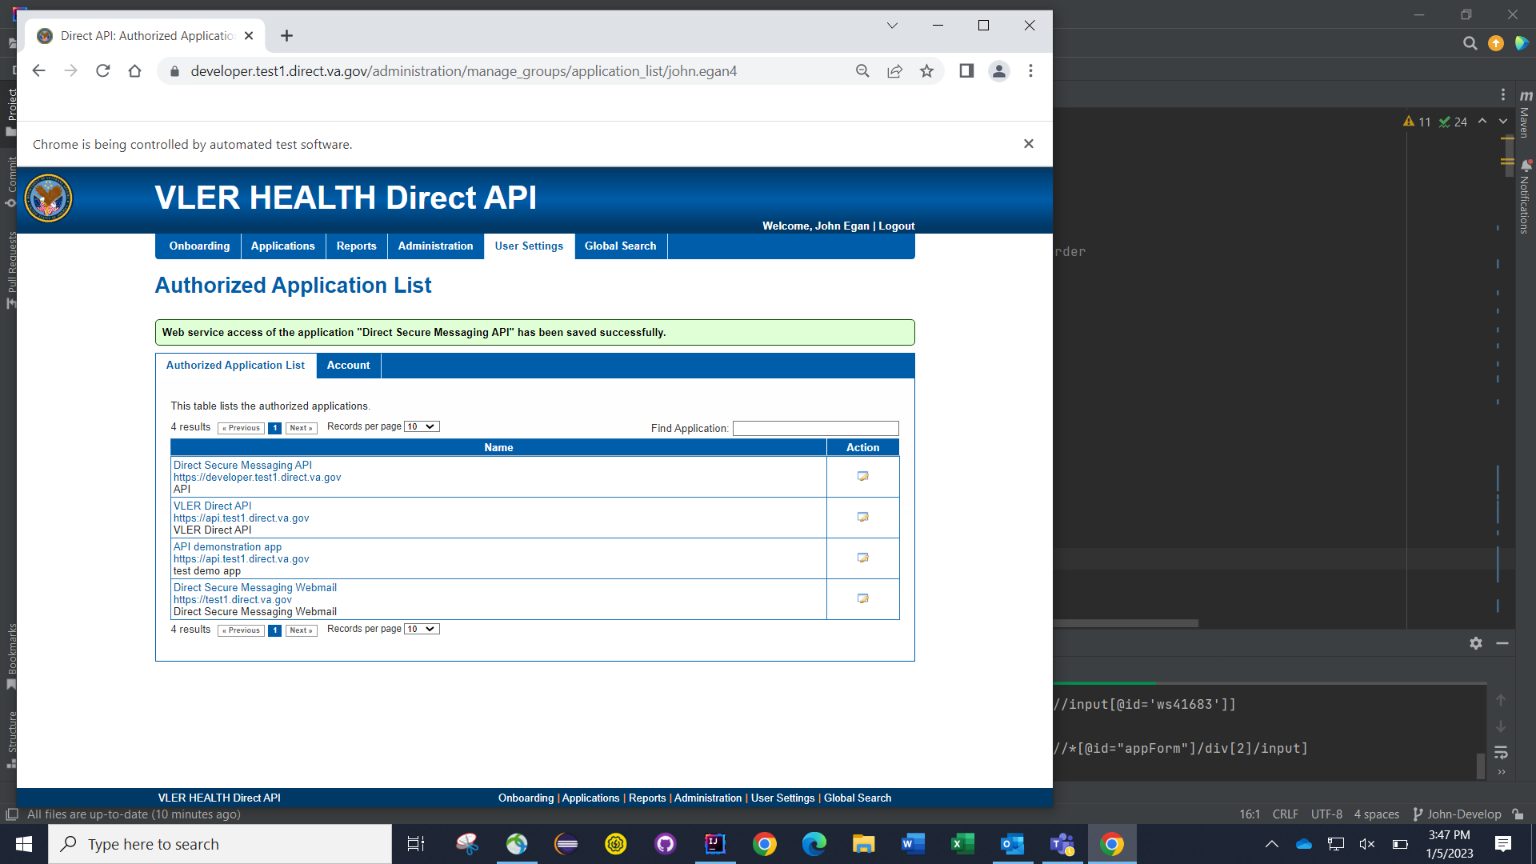 Direct API: Authorized Applicatio
developer.test1.direct.va.gov/administration/manage_groups/application_list/john.egan4
Chrome is being controlled by automated test software.
VLER HEALTH Direct API
Welcome, John Egan | Logout
Onboarding Applications Reports Administration User Settings Global Search
Authorized Application List
Web service access of the application "Direct Secure Messaging API" has been saved successfully.
Authorized Application List Account
This table lists the authorized applications.
4 results « Previous 1 Next » Records per page 10 Find Application:
Name Action
Direct Secure Messaging API
https://developer.test1.direct.va.gov
API
VLER Direct API
https://api.test1.direct.va.gov
VLER Direct API
API demonstration app
https://api.test1.direct.va.gov
test demo app
Direct Secure Messaging Webmail
https://test1.direct.va.gov
Direct Secure Messaging Webmail
4 results « Previous 1 Next » Records per page 10
VLER HEALTH Direct API Onboarding | Applications | Reports | Administration | User Settings | Global Search
Project
Commit
Pull Requests
Bookmarks
Structure
11 24
rder
m
Maven
Notifications
//input[@id='ws41683']]
//*[@id="appForm"]/div[2]/input]
All files are up-to-date (10 minutes ago) 16:1 CRLF UTF-8 4 spaces John-Develop
Type here to search
3:47 PM
1/5/2023